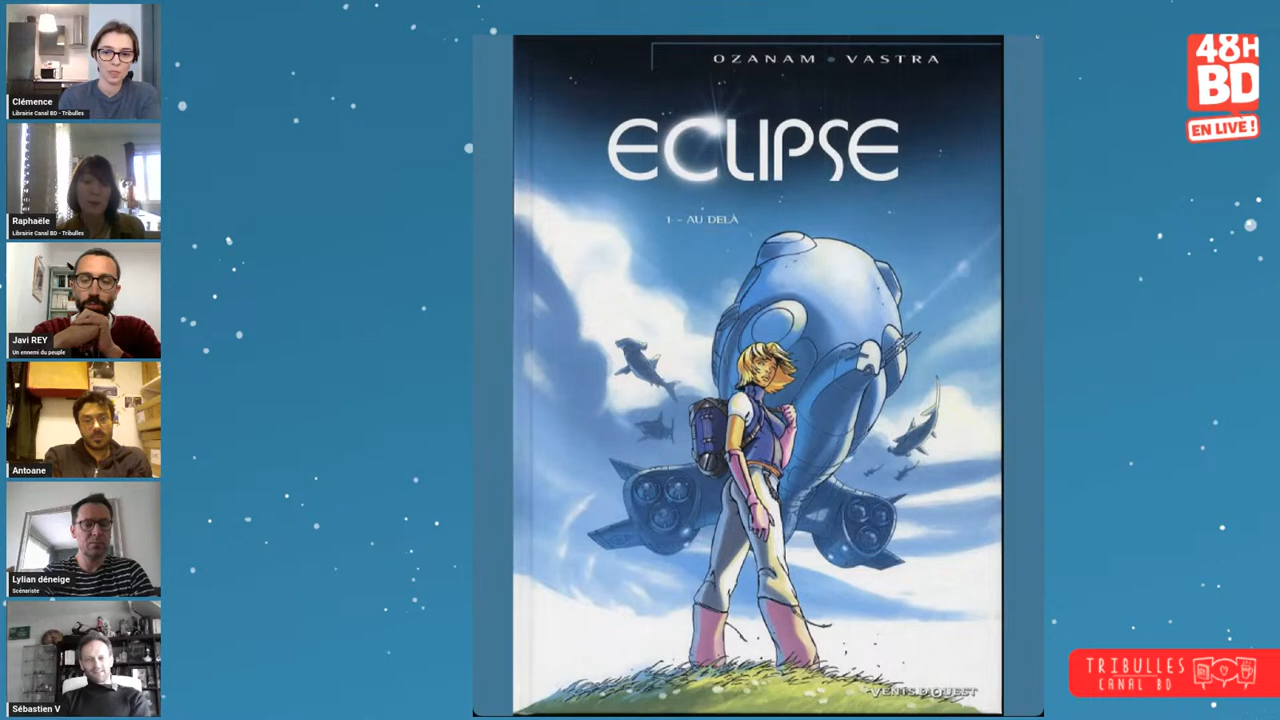 Clémence
Librairie Canal BD - Tribulles
Raphaële
Librairie Canal BD - Tribulles
Javi REY
Un ennemi du peuple
Antoane
Lylian déneige
Scénariste
Sébastien V
OZANAM • VASTRA
ECLIPSE
1 - AU DELÀ
VENTS D'OUEST
48H
BD
EN LIVE !
TRIBULLES
CANAL BD